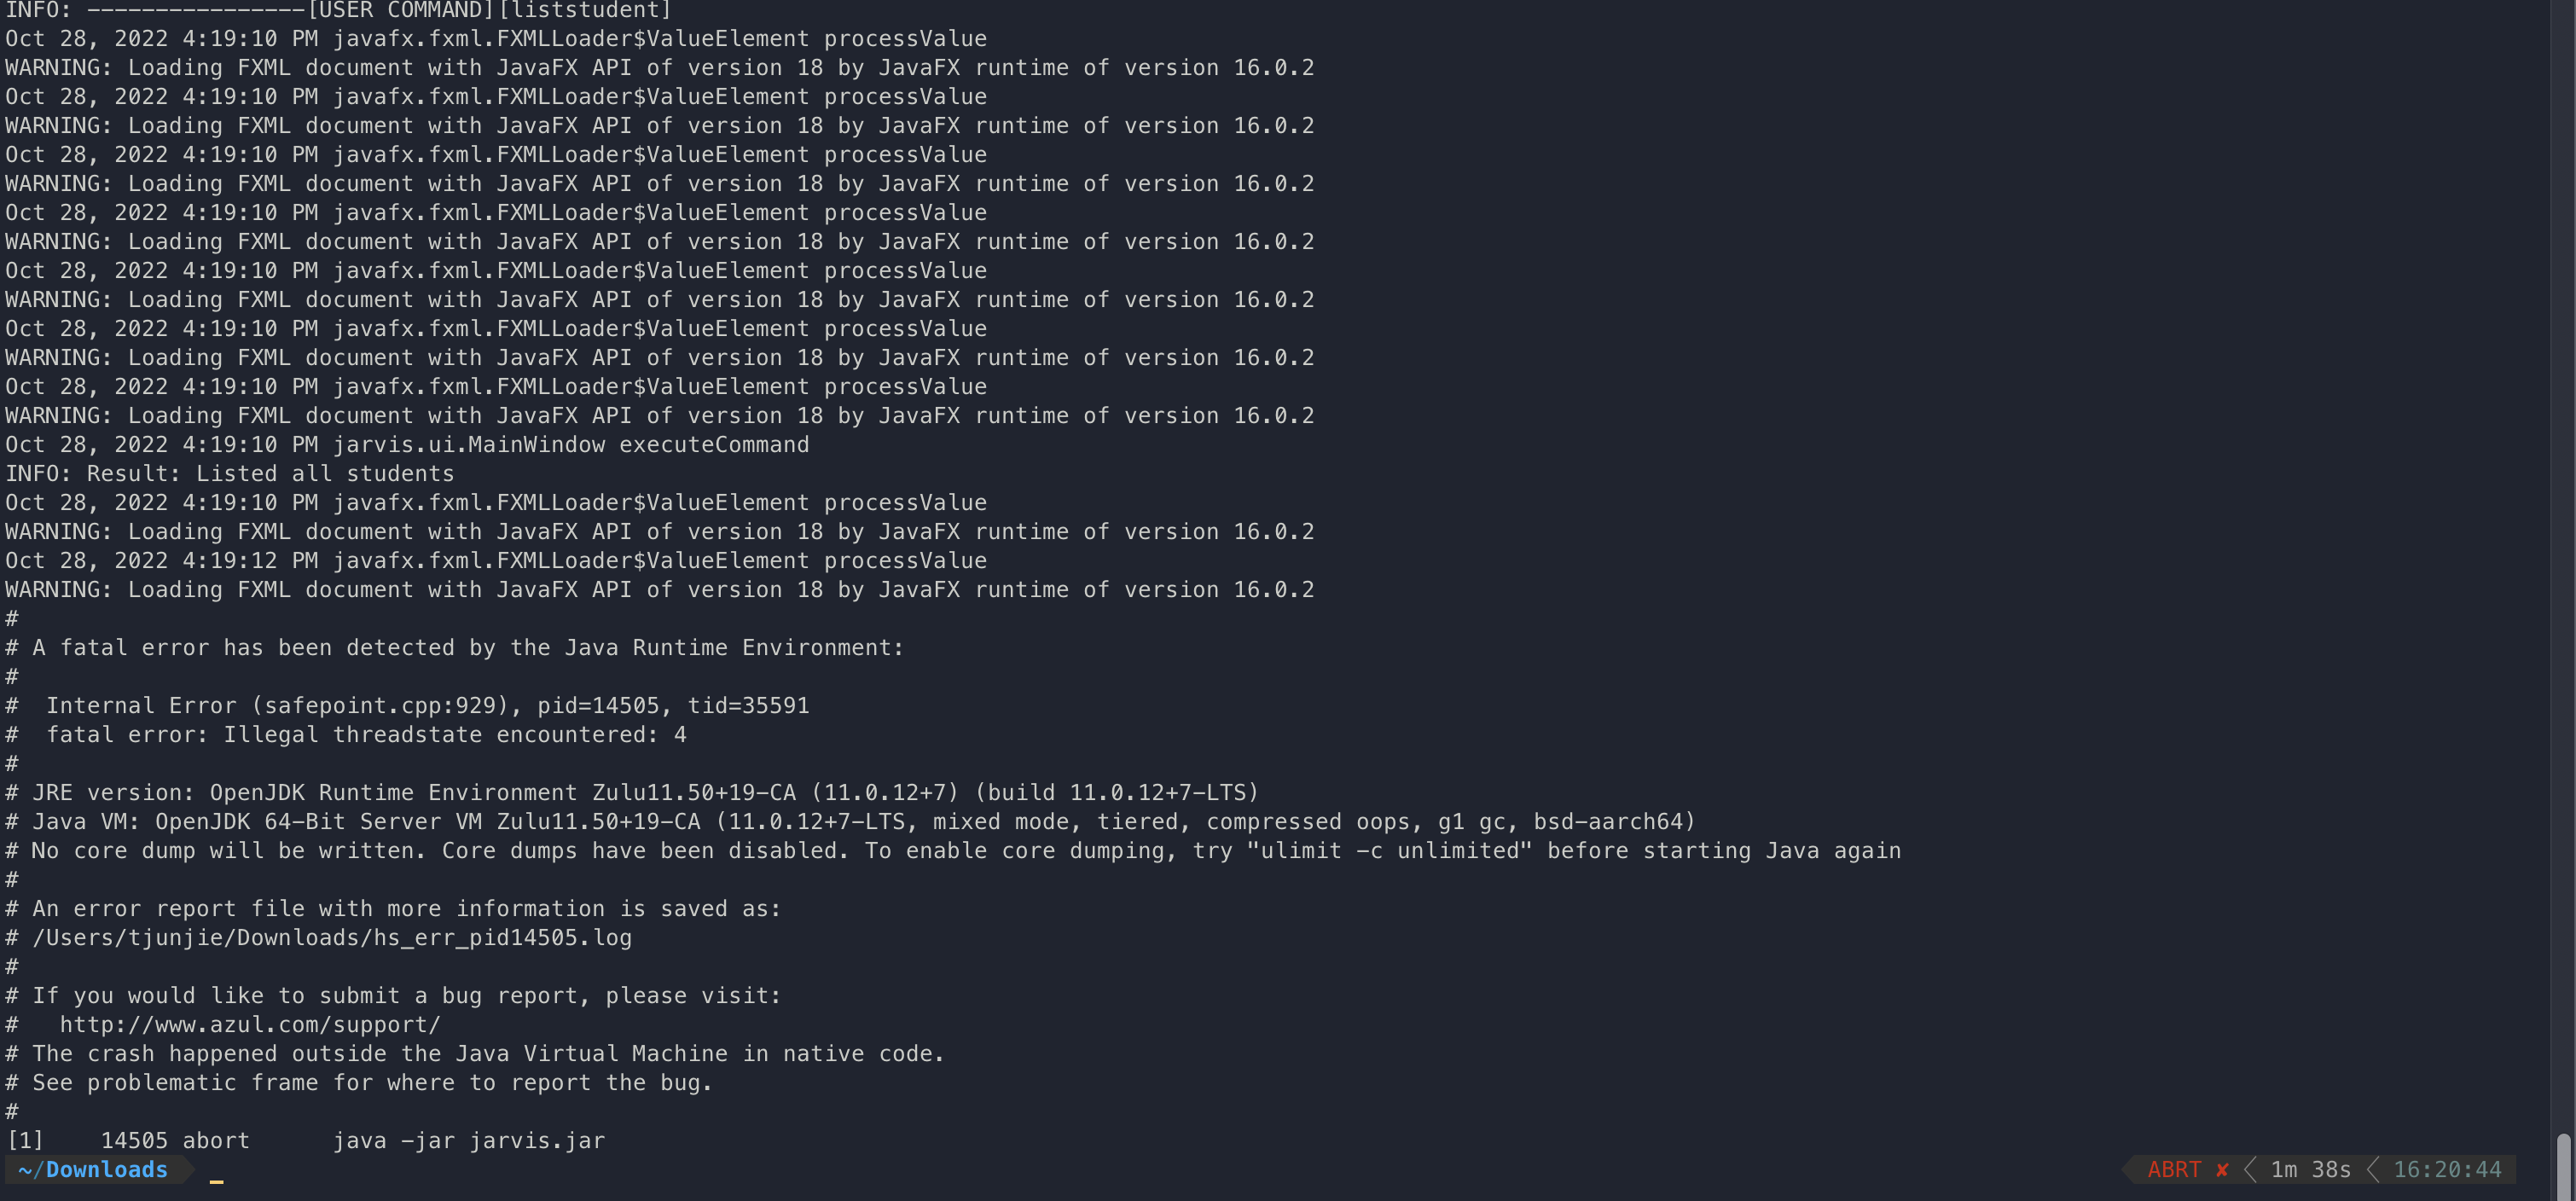 INFO: ----------------[USER COMMAND][liststudent]
Oct 28, 2022 4:19:10 PM javafx.fxml.FXMLLoader$ValueElement processValue
WARNING: Loading FXML document with JavaFX API of version 18 by JavaFX runtime of version 16.0.2
Oct 28, 2022 4:19:10 PM javafx.fxml.FXMLLoader$ValueElement processValue
WARNING: Loading FXML document with JavaFX API of version 18 by JavaFX runtime of version 16.0.2
Oct 28, 2022 4:19:10 PM javafx.fxml.FXMLLoader$ValueElement processValue
WARNING: Loading FXML document with JavaFX API of version 18 by JavaFX runtime of version 16.0.2
Oct 28, 2022 4:19:10 PM javafx.fxml.FXMLLoader$ValueElement processValue
WARNING: Loading FXML document with JavaFX API of version 18 by JavaFX runtime of version 16.0.2
Oct 28, 2022 4:19:10 PM javafx.fxml.FXMLLoader$ValueElement processValue
WARNING: Loading FXML document with JavaFX API of version 18 by JavaFX runtime of version 16.0.2
Oct 28, 2022 4:19:10 PM javafx.fxml.FXMLLoader$ValueElement processValue
WARNING: Loading FXML document with JavaFX API of version 18 by JavaFX runtime of version 16.0.2
Oct 28, 2022 4:19:10 PM javafx.fxml.FXMLLoader$ValueElement processValue
WARNING: Loading FXML document with JavaFX API of version 18 by JavaFX runtime of version 16.0.2
Oct 28, 2022 4:19:10 PM jarvis.ui.MainWindow executeCommand
INFO: Result: Listed all students
Oct 28, 2022 4:19:10 PM javafx.fxml.FXMLLoader$ValueElement processValue
WARNING: Loading FXML document with JavaFX API of version 18 by JavaFX runtime of version 16.0.2
Oct 28, 2022 4:19:12 PM javafx.fxml.FXMLLoader$ValueElement processValue
WARNING: Loading FXML document with JavaFX API of version 18 by JavaFX runtime of version 16.0.2
#
# A fatal error has been detected by the Java Runtime Environment:
#
#  Internal Error (safepoint.cpp:929), pid=14505, tid=35591
#  fatal error: Illegal threadstate encountered: 4
#
# JRE version: OpenJDK Runtime Environment Zulu11.50+19-CA (11.0.12+7) (build 11.0.12+7-LTS)
# Java VM: OpenJDK 64-Bit Server VM Zulu11.50+19-CA (11.0.12+7-LTS, mixed mode, tiered, compressed oops, g1 gc, bsd-aarch64)
# No core dump will be written. Core dumps have been disabled. To enable core dumping, try "ulimit -c unlimited" before starting Java again
#
# An error report file with more information is saved as:
# /Users/tjunjie/Downloads/hs_err_pid14505.log
#
# If you would like to submit a bug report, please visit:
#   http://www.azul.com/support/
# The crash happened outside the Java Virtual Machine in native code.
# See problematic frame for where to report the bug.
#
[1]    14505 abort      java -jar jarvis.jar
~/Downloads  ABRT ✘ 1m 38s 16:20:44